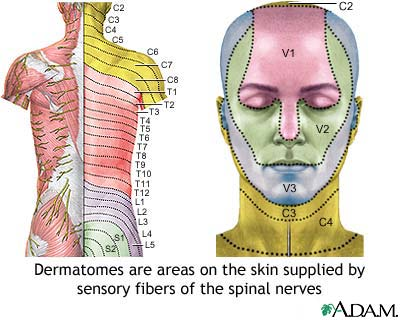 C2
C3
C4
C5
C6
C7
C8
T1
T2
T3
T4
T5
T6
T7
T8
T9
T10
T11
T12
L1
L2
L3
L4
L5
S1
S2
C2
V1
V2
V3
C3
C4
Dermatomes are areas on the skin supplied by
sensory fibers of the spinal nerves
ADAM.